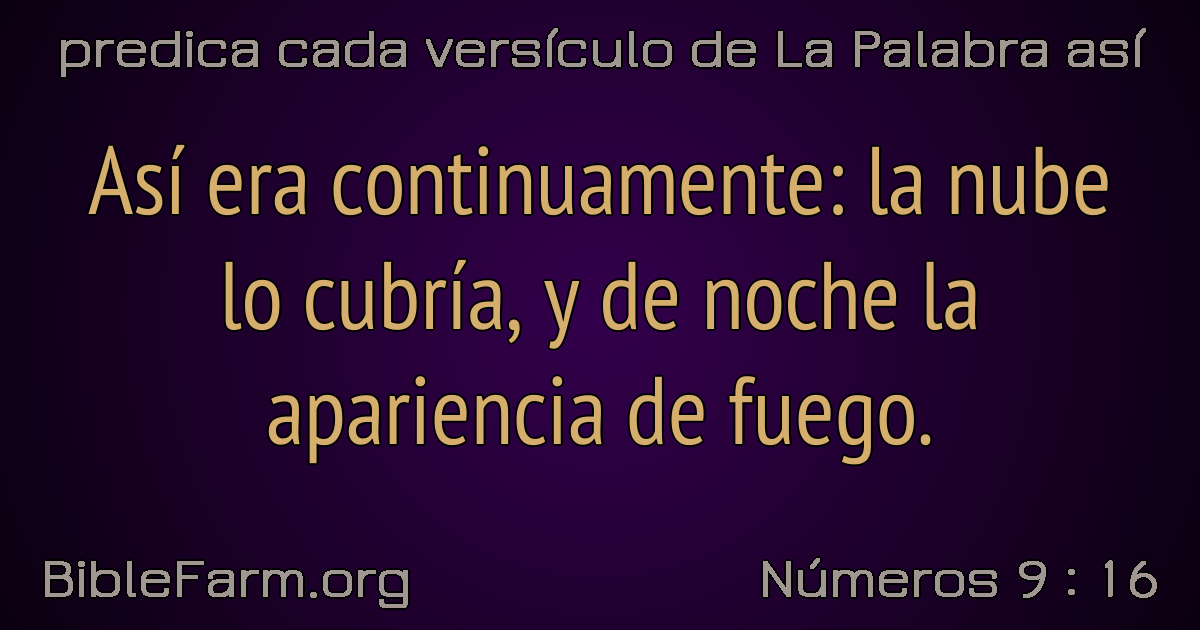 predica cada versículo de La Palabra así
Así era continuamente: la nube
lo cubría, y de noche la
apariencia de fuego.
BibleFarm.org
Números 9 : 16